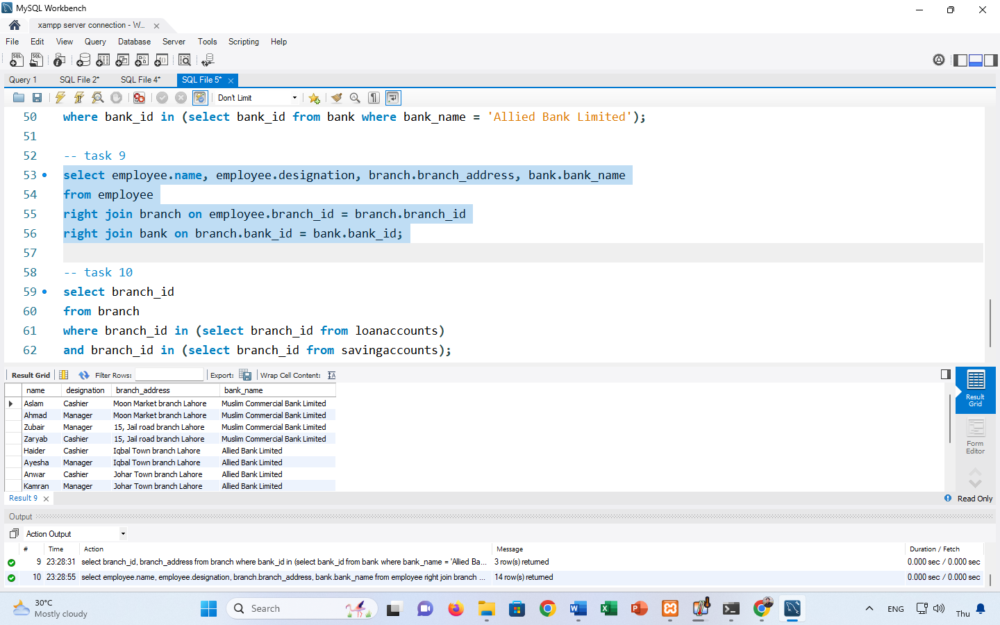 MySQL Workbench
xampp server connection - W... ×
File Edit View Query Database Server Tools Scripting Help
Query 1 SQL File 2* SQL File 4* SQL File 5* ×
Don't Limit
50 where bank_id in (select bank_id from bank where bank_name = 'Allied Bank Limited');
51
52 -- task 9
53 select employee.name, employee.designation, branch.branch_address, bank.bank_name
54 from employee
55 right join branch on employee.branch_id = branch.branch_id
56 right join bank on branch.bank_id = bank.bank_id;
57
58 -- task 10
59 select branch_id
60 from branch
61 where branch_id in (select branch_id from loanaccounts)
62 and branch_id in (select branch_id from savingaccounts);
Result Grid Filter Rows: Export: Wrap Cell Content: IA
name designation branch_address bank_name
Aslam Cashier Moon Market branch Lahore Muslim Commercial Bank Limited
Ahmad Manager Moon Market branch Lahore Muslim Commercial Bank Limited
Zubair Manager 15, Jail road branch Lahore Muslim Commercial Bank Limited
Zaryab Cashier 15, Jail road branch Lahore Muslim Commercial Bank Limited
Haider Cashier Iqbal Town branch Lahore Allied Bank Limited
Ayesha Manager Iqbal Town branch Lahore Allied Bank Limited
Anwar Cashier Johar Town branch Lahore Allied Bank Limited
Kamran Manager Johar Town branch Lahore Allied Bank Limited
Result Grid
Form Editor
Result 9 × Read Only
Output
Action Output
# Time Action Message Duration / Fetch
9 23:28:31 select branch_id, branch_address from branch where bank_id in (select bank_id from bank where bank_name = 'Allied Ba... 3 row(s) returned 0.000 sec / 0.000 sec
10 23:28:55 select employee.name, employee.designation, branch.branch_address, bank.bank_name from employee right join branch ... 14 row(s) returned 0.000 sec / 0.000 sec
30°C
Mostly cloudy
Search
ENG
Thu